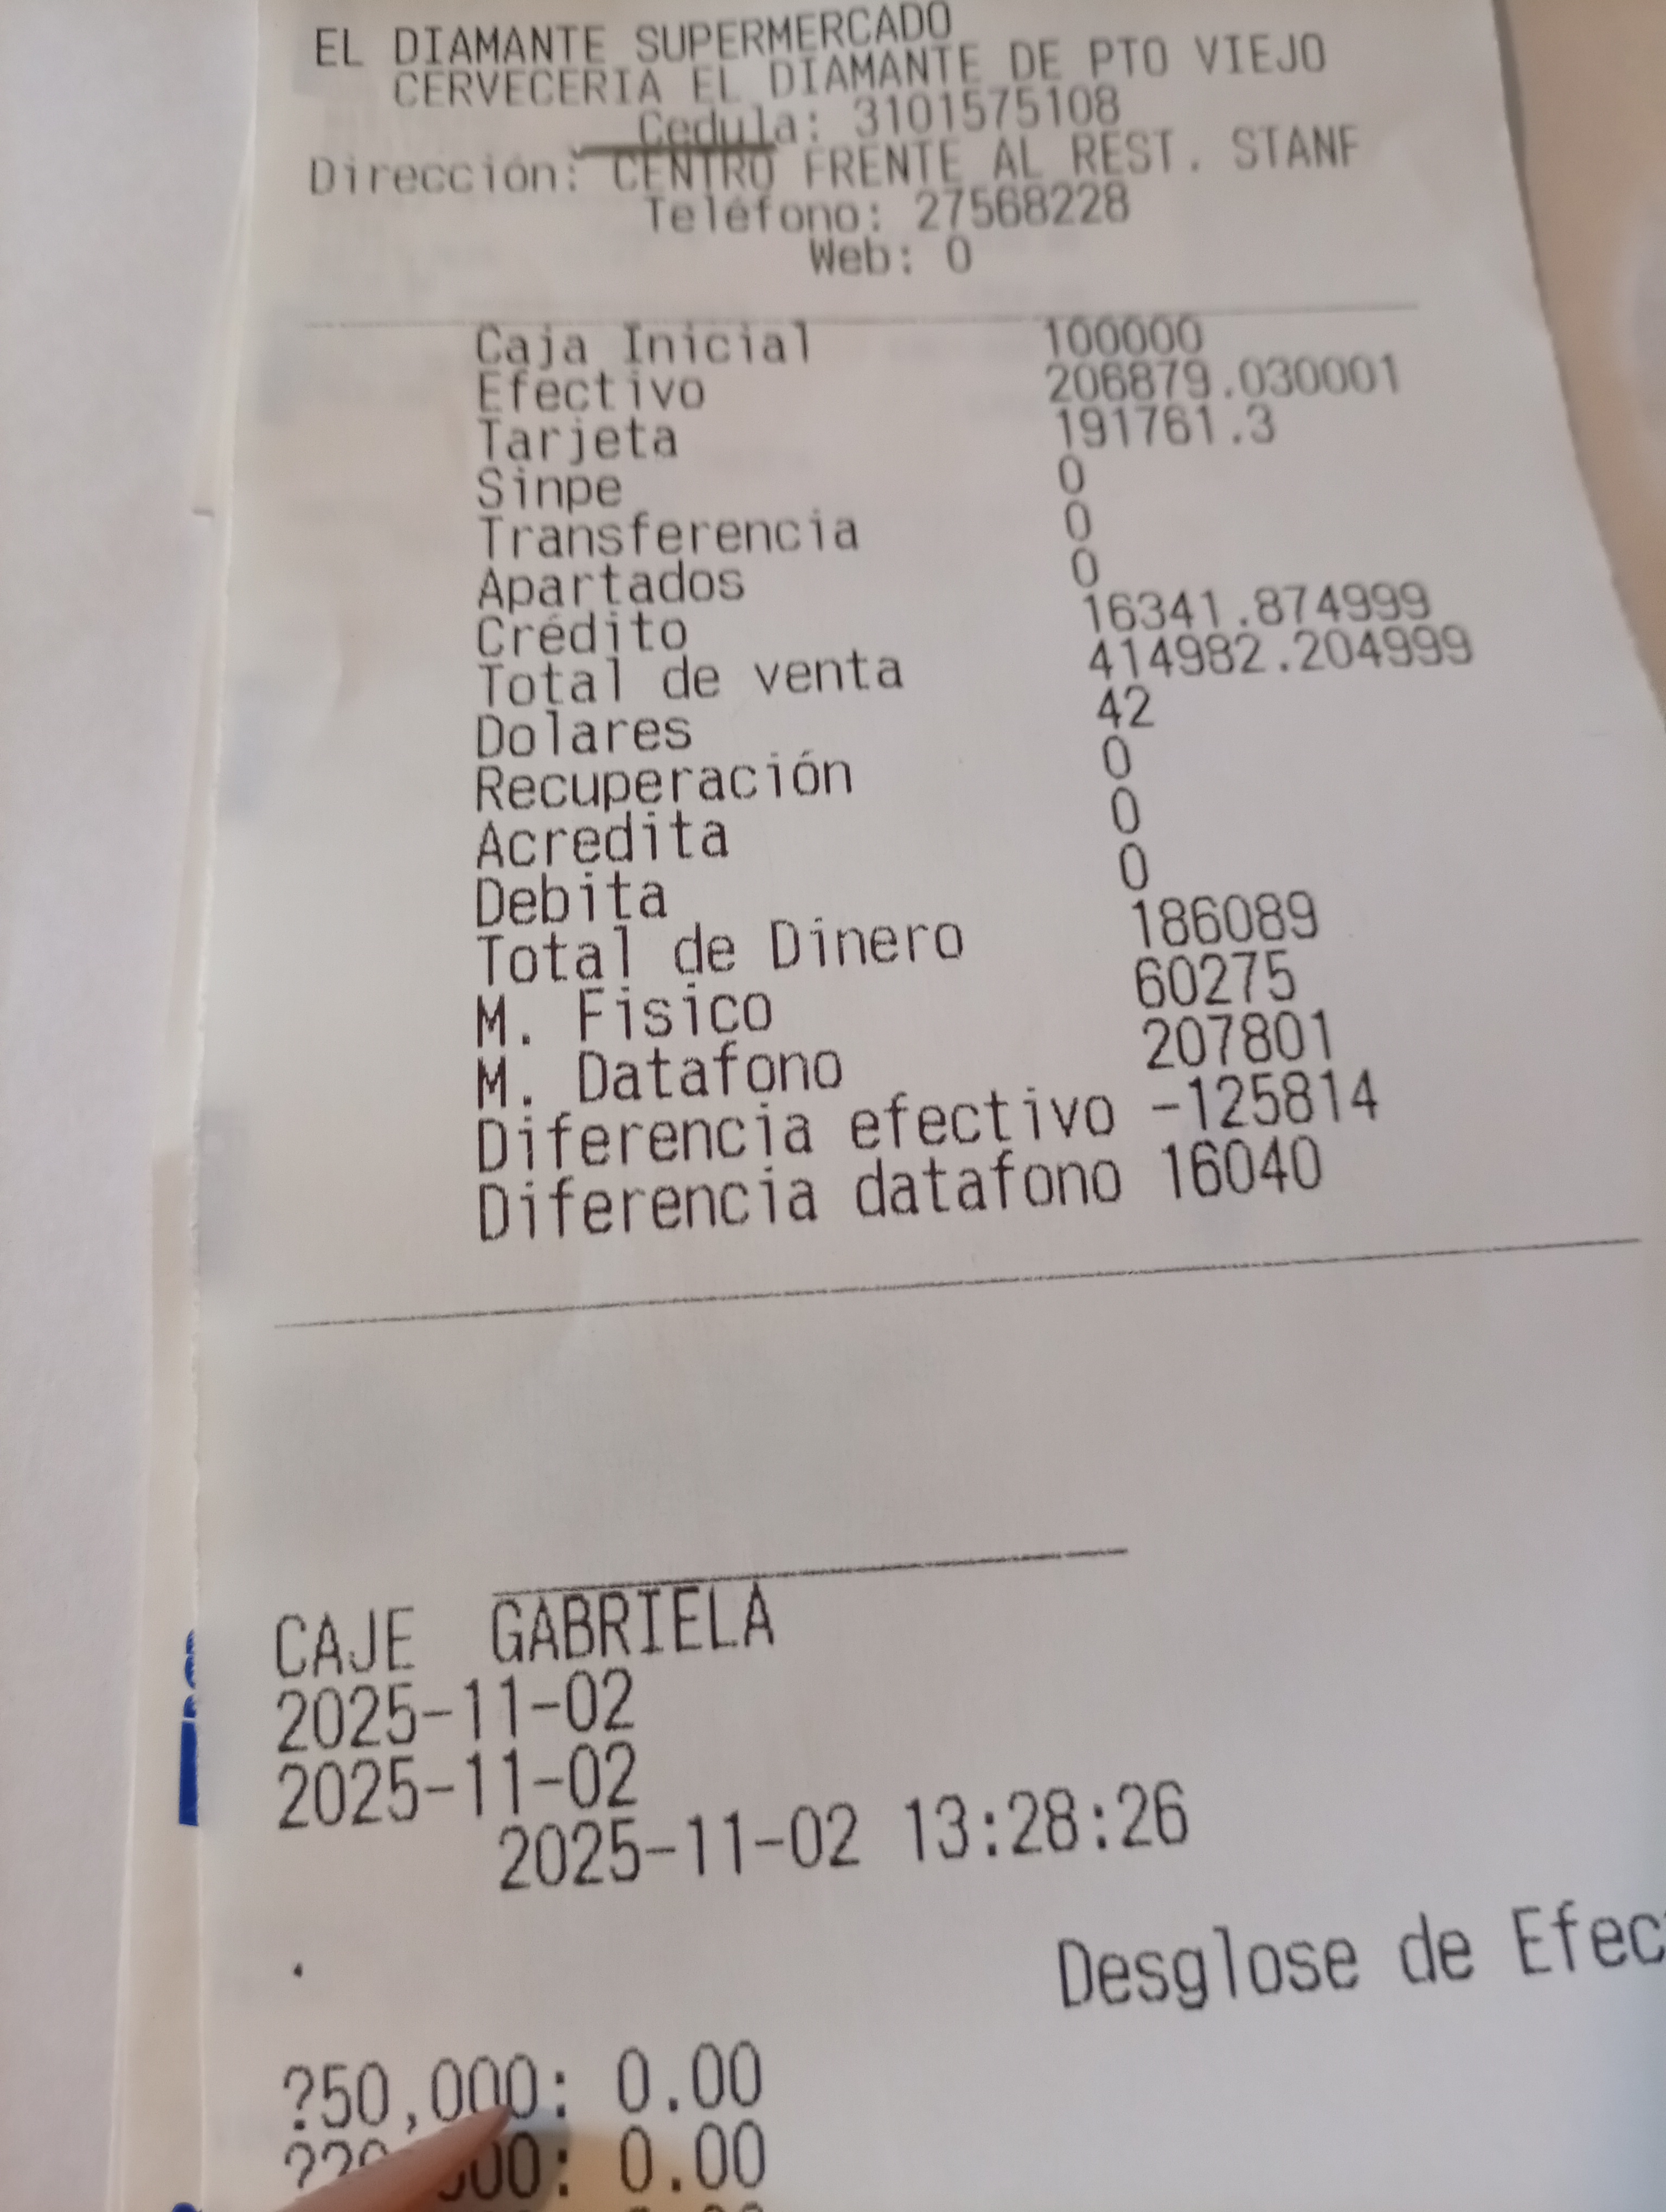 EL DIAMANTE SUPERMERCADO
CERVECERIA EL DIAMANTE DE PTO VIEJO
Cedula: 3101575108
Dirección: CENTRO FRENTE AL REST. STANF
Teléfono: 27568228
Web: 0
Caja Inicial 100000
Efectivo 206879.030001
Tarjeta 191761.3
Sinpe 0
Transferencia 0
Apartados 0
Crédito 16341.874999
Total de venta 414982.204999
Dolares 42
Recuperación 0
Acredita 0
Debita 0
Total de Dinero 186089
M. Fisico 60275
M. Datafono 207801
Diferencia efectivo -125814
Diferencia datafono 16040
CAJE GABRIELA
2025-11-02
2025-11-02
2025-11-02 13:28:26
Desglose de Efec
?50,000: 0.00
0.00